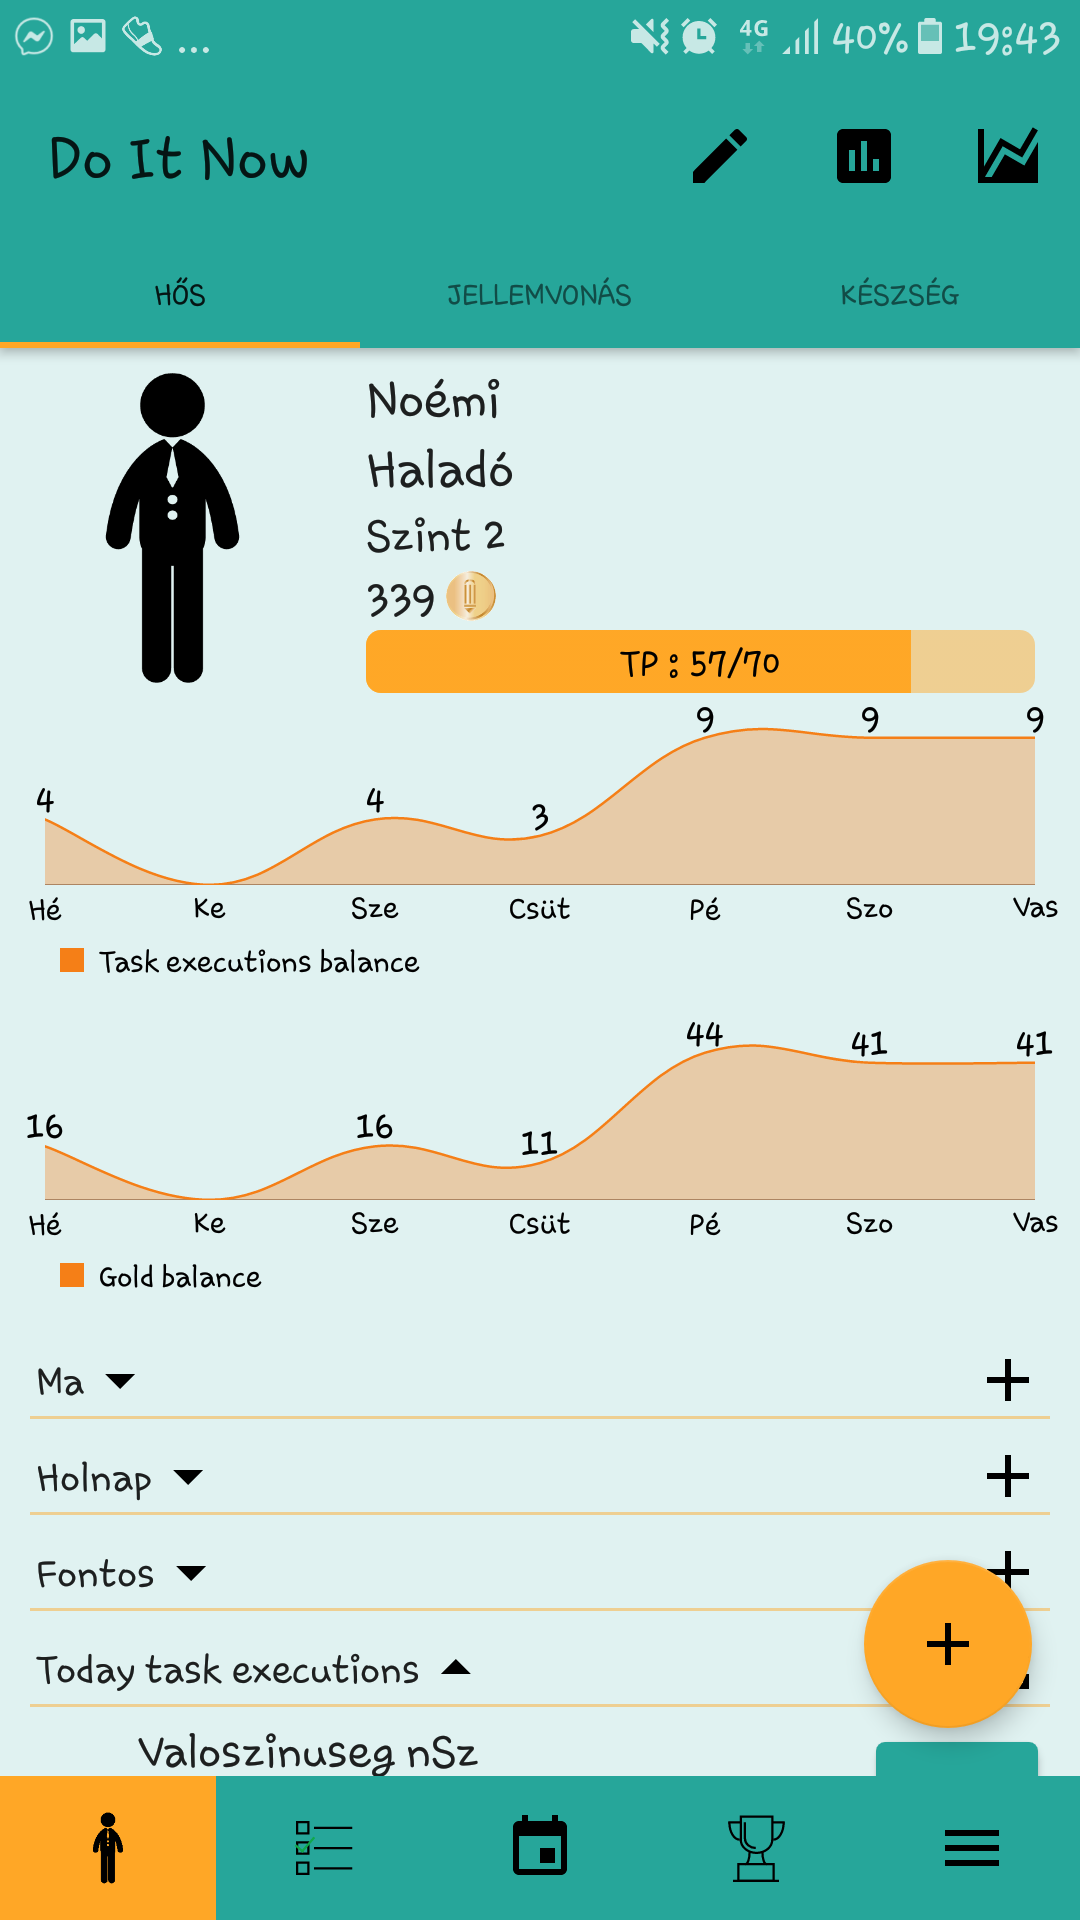 4G 40% 19:43
Do It Now
HŐS JELLEMVONÁS KÉSZSÉG
Noémi
Haladó
Szint 2
339
TP : 57/70
4 4 3 9 9 9
Hé Ke Sze Csüt Pé Szo Vas
Task executions balance
16 16 11 44 41 41
Hé Ke Sze Csüt Pé Szo Vas
Gold balance
Ma
Holnap
Fontos
Today task executions
Valoszinuseg nSz